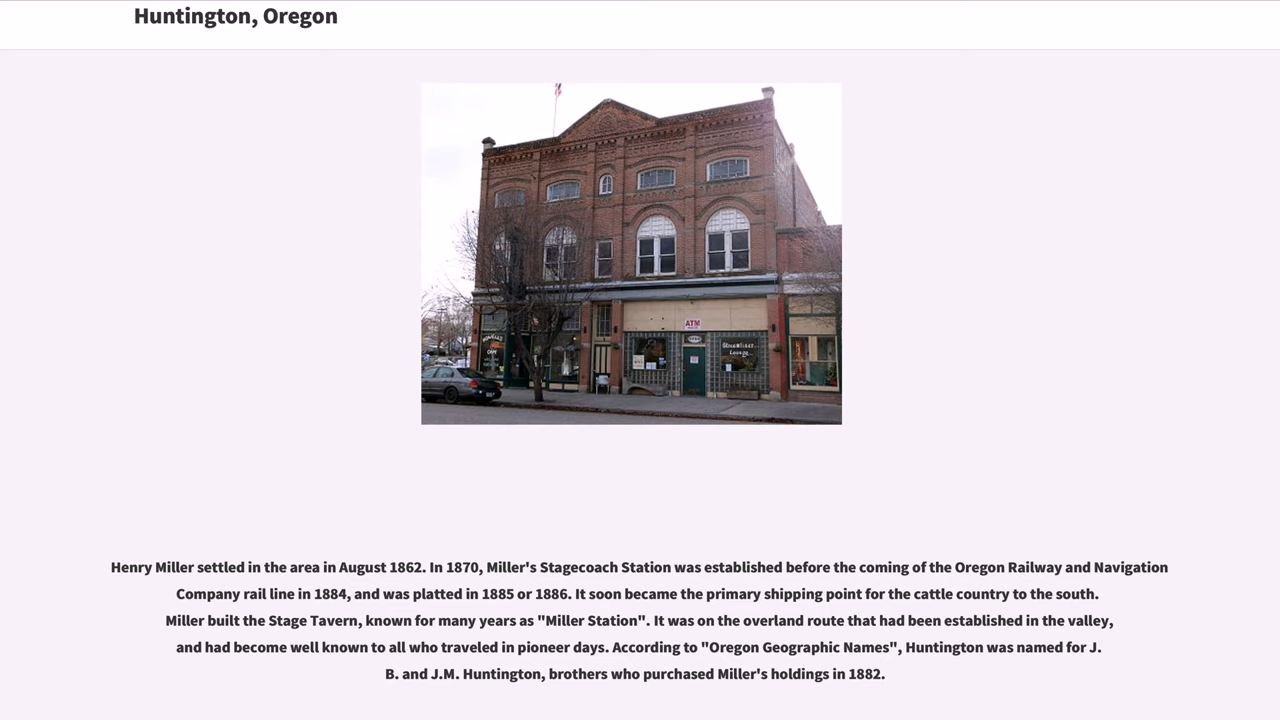 Huntington, Oregon
ATM
Lounge
Henry Miller settled in the area in August 1862. In 1870, Miller's Stagecoach Station was established before the coming of the Oregon Railway and Navigation
Company rail line in 1884, and was platted in 1885 or 1886. It soon became the primary shipping point for the cattle country to the south.
Miller built the Stage Tavern, known for many years as "Miller Station". It was on the overland route that had been established in the valley,
and had become well known to all who traveled in pioneer days. According to "Oregon Geographic Names", Huntington was named for J.
B. and J.M. Huntington, brothers who purchased Miller's holdings in 1882.